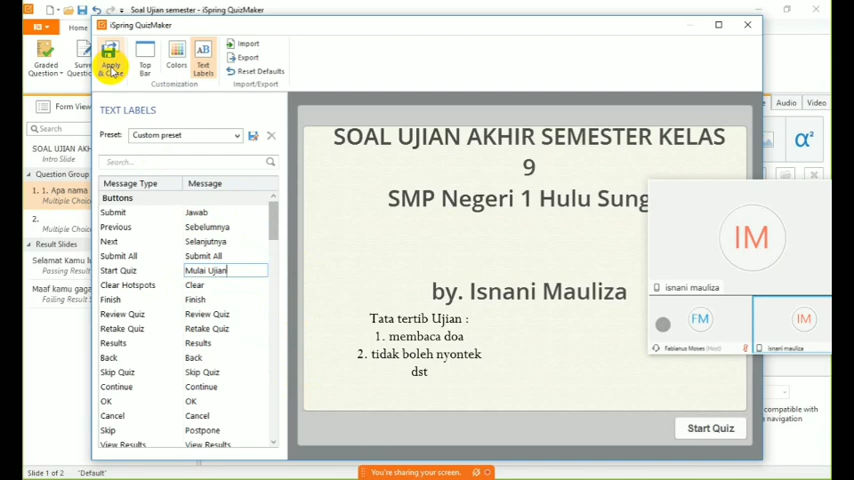 Soal Ujian semester - iSpring QuizMaker
iSpring QuizMaker
Home
Graded Question
Apply & Close
Top Bar
Colors
Text Labels
Customization
Import
Export
Reset Defaults
Import/Export
Audio
Video
Form View
Search
SOAL UJIAN AKH
Intro Slide
Question Group
1. 1. Apa nama
Multiple Choic
2.
Multiple Choic
Result Slides
Selamat Kamu l
Passing Result
Maaf kamu gaga
Failing Result S
TEXT LABELS
Preset:
Custom preset
Search...
Message Type
Message
Buttons
Submit
Jawab
Previous
Sebelumnya
Next
Selanjutnya
Submit All
Submit All
Start Quiz
Mulai Ujian
Clear Hotspots
Clear
Finish
Finish
Review Quiz
Review Quiz
Retake Quiz
Retake Quiz
Results
Results
Back
Back
Skip Quiz
Skip Quiz
Continue
Continue
OK
OK
Cancel
Cancel
Skip
Postpone
View Results
View Results
SOAL UJIAN AKHIR SEMESTER KELAS
9
SMP Negeri 1 Hulu Sung
by. Isnani Mauliza
Tata tertib Ujian :
1. membaca doa
2. tidak boleh nyontek
dst
Start Quiz
α²
IM
isnani mauliza
FM
Fabianus Moses (Host)
IM
isnani mauliza
compatible with
navigation
Slide 1 of 2
"Default"
You're sharing your screen.